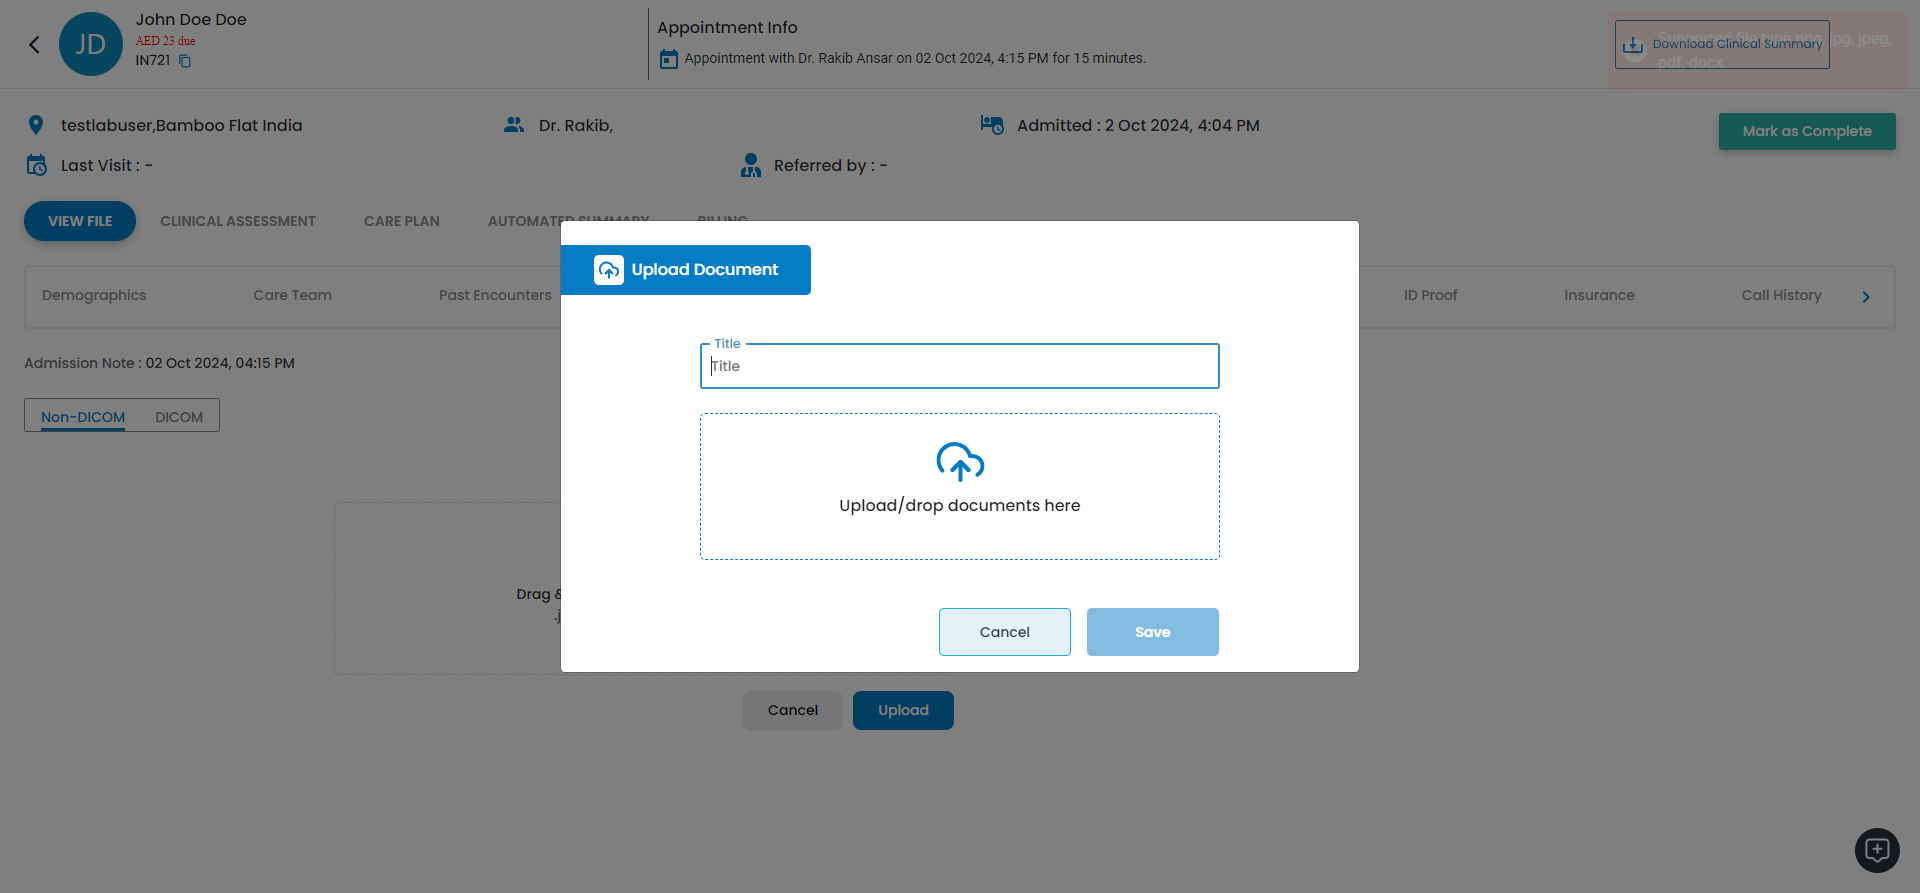 JD
John Doe Doe
AED 23 due
IN721
Appointment Info
Appointment with Dr. Rakib Ansar on 02 Oct 2024, 4:15 PM for 15 minutes.
Download Clinical Summary
Supported file type png, jpg, jpeg,
pdf, docx
testlabuser,Bamboo Flat India
Dr. Rakib,
Admitted : 2 Oct 2024, 4:04 PM
Mark as Complete
Last Visit : -
Referred by : -
VIEW FILE
CLINICAL ASSESSMENT
CARE PLAN
AUTOMATED SUMMARY
BILLING
Upload Document
Demographics
Care Team
Past Encounters
ID Proof
Insurance
Call History
Title
Title
Admission Note : 02 Oct 2024, 04:15 PM
Non-DICOM
DICOM
Upload/drop documents here
Drag &
.j
Cancel
Save
Cancel
Upload